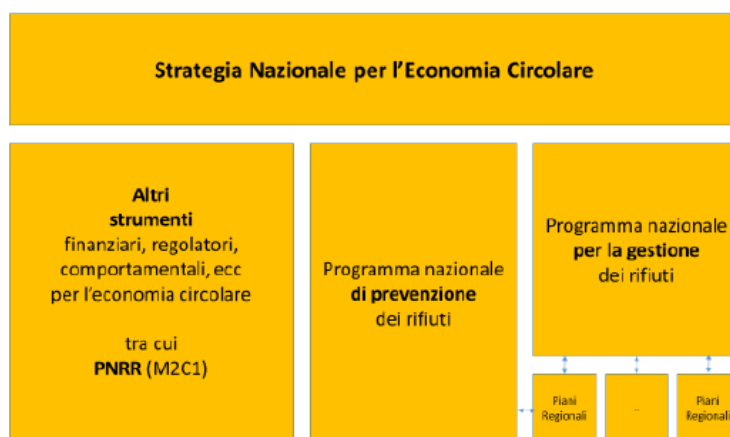 Strategia Nazionale per l'Economia Circolare
Altri
strumenti
finanziari, regolatori,
comportamentali, ecc
per l'economia circolare
tra cui
PNRR (M2C1)
Programma nazionale
di prevenzione
dei rifiuti
Programma nazionale
per la gestione
dei rifiuti
Piani
Regionali
...
Piani
Regionali